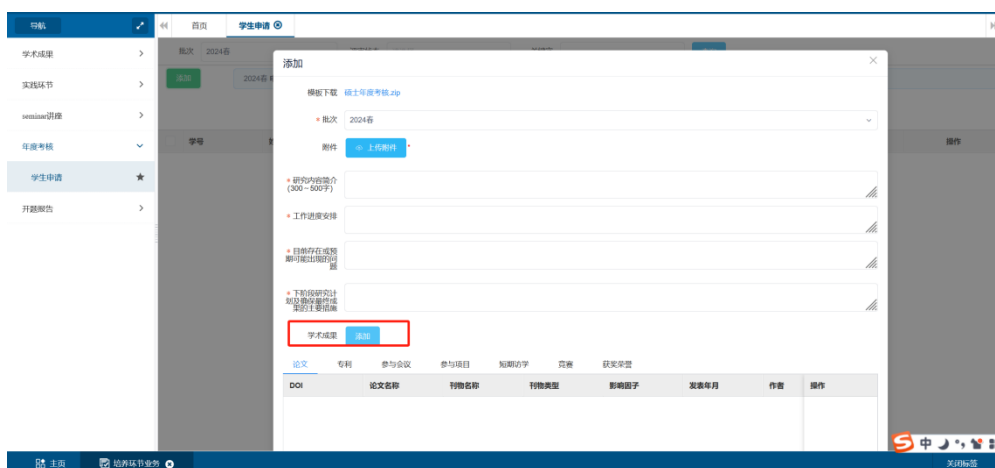 导航
首页
学生申请
学术成果
实践环节
seminar讲座
年度考核
学生申请
开题报告
批次 2024春
添加
2024春
学号
操作
添加
模板下载 硕士年度考核.zip
* 批次 2024春
附件 上传附件 *
* 研究内容简介
(300-500字)
* 工作进度安排
* 目前存在或预
期可能出现的问
题
* 下阶段研究计
划及确保最终成
果的主要措施
学术成果 添加
论文 专利 参与会议 参与项目 短期访学 竞赛 获奖荣誉
DOI 论文名称 刊物名称 刊物类型 影响因子 发表年月 作者 操作
中
主页 培养环节业务 关闭标签